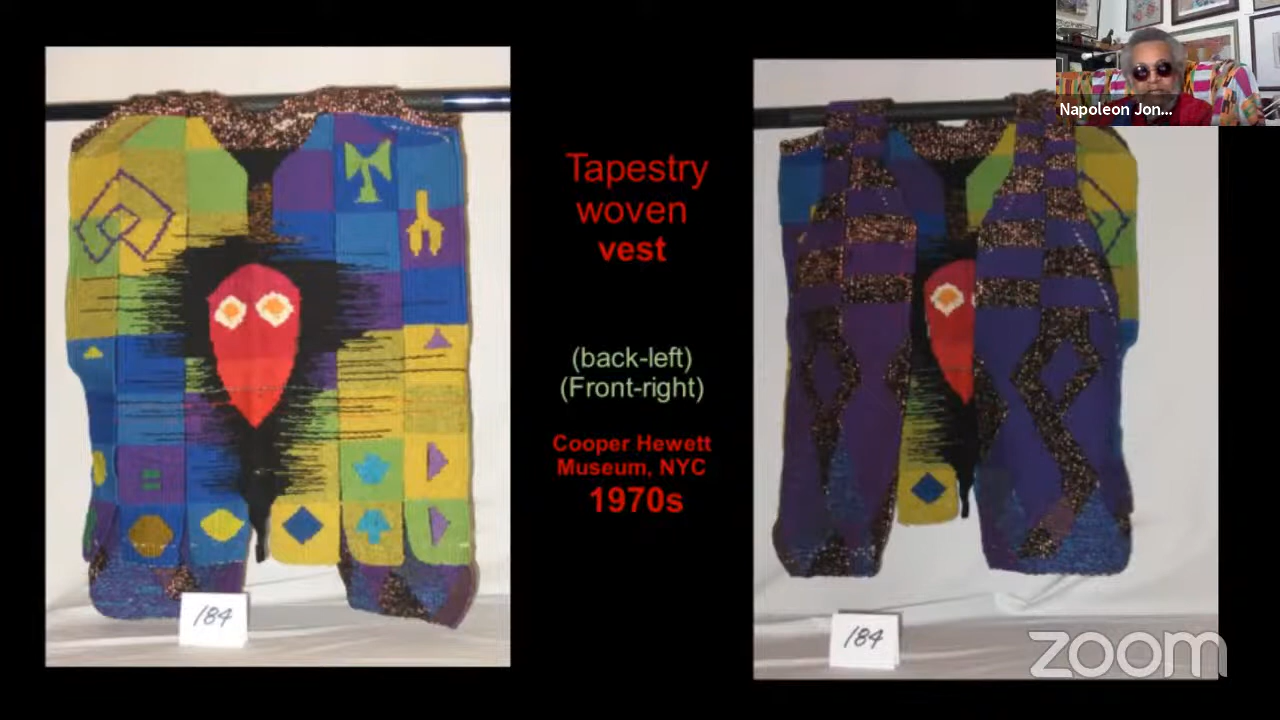 Napoleon Jon...
Tapestry
woven
vest
(back-left)
(Front-right)
Cooper Hewett
Museum, NYC
1970s
184
184
zoom